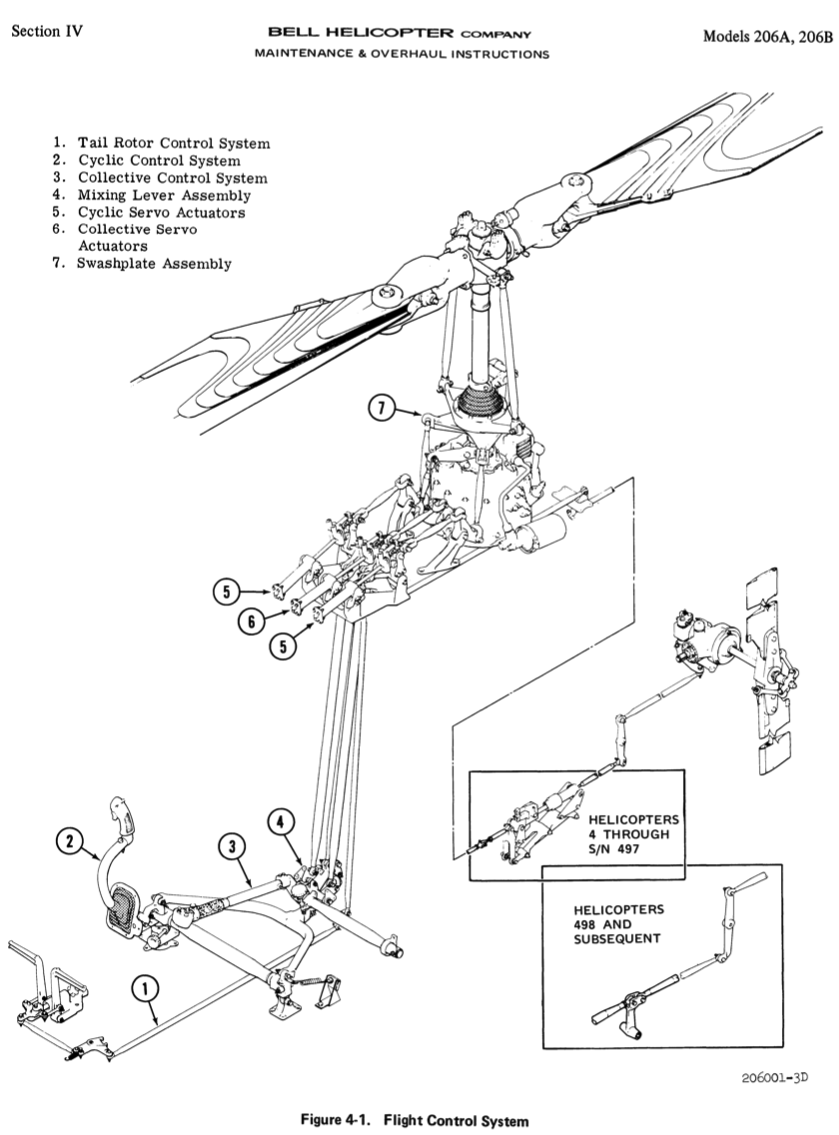 Section IV
BELL HELICOPTER COMPANY
MAINTENANCE & OVERHAUL INSTRUCTIONS
Models 206A, 206B
1. Tail Rotor Control System
2. Cyclic Control System
3. Collective Control System
4. Mixing Lever Assembly
5. Cyclic Servo Actuators
6. Collective Servo
Actuators
7. Swashplate Assembly
7
5
6
5
4
3
2
1
HELICOPTERS
4 THROUGH
S/N 497
HELICOPTERS
498 AND
SUBSEQUENT
206001-3D
Figure 4-1. Flight Control System